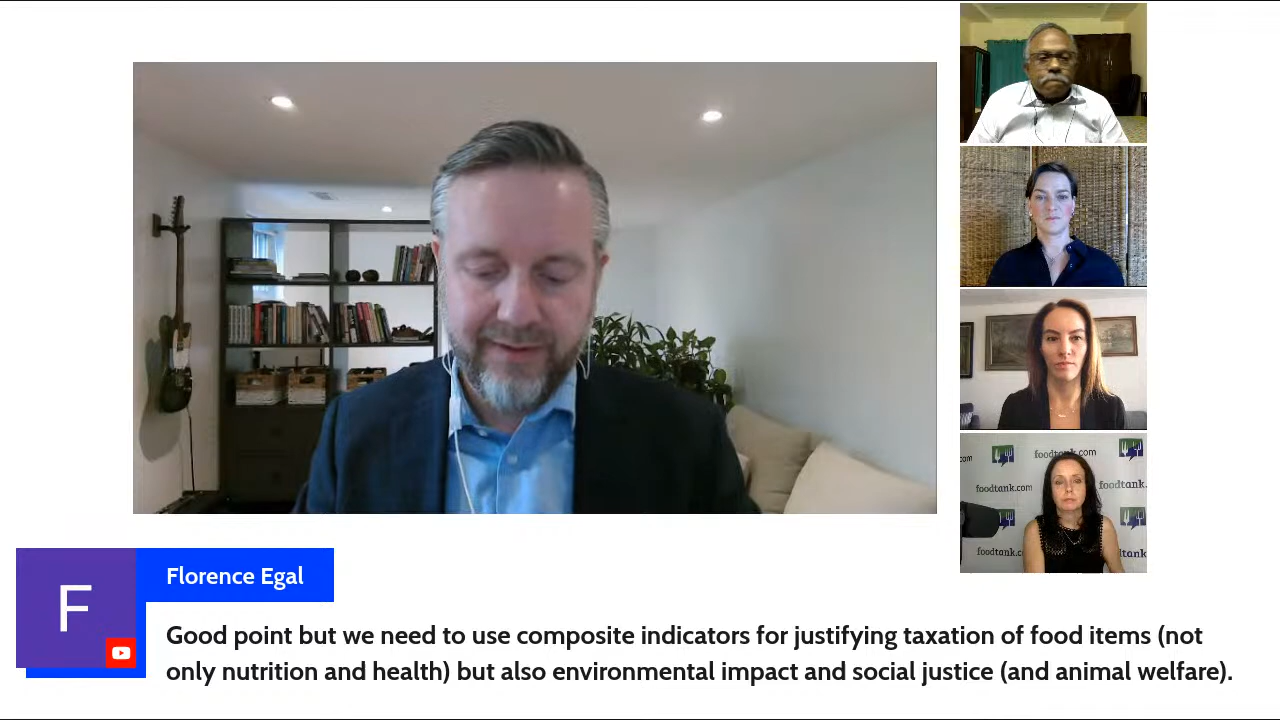 foodtank.com
foodtank.com
foodtank.
foodtank.com
Florence Egal
F
Good point but we need to use composite indicators for justifying taxation of food items (not
only nutrition and health) but also environmental impact and social justice (and animal welfare).